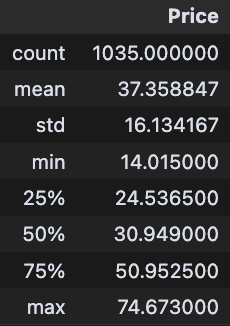 Price
count 1035.000000
mean 37.358847
std 16.134167
min 14.015000
25% 24.536500
50% 30.949000
75% 50.952500
max 74.673000